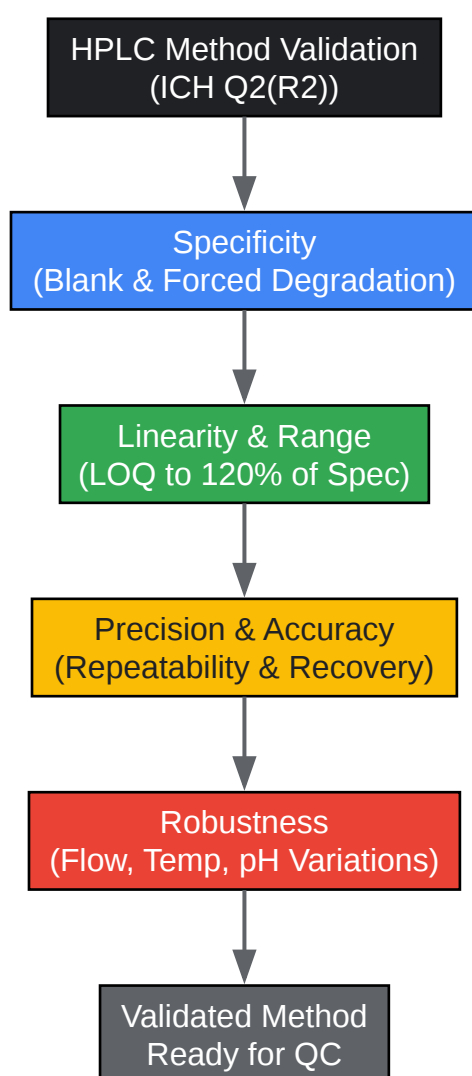 HPLC Method Validation
(ICH Q2(R2))
Specificity
(Blank & Forced Degradation)
Linearity & Range
(LOQ to 120% of Spec)
Precision & Accuracy
(Repeatability & Recovery)
Robustness
(Flow, Temp, pH Variations)
Validated Method
Ready for QC